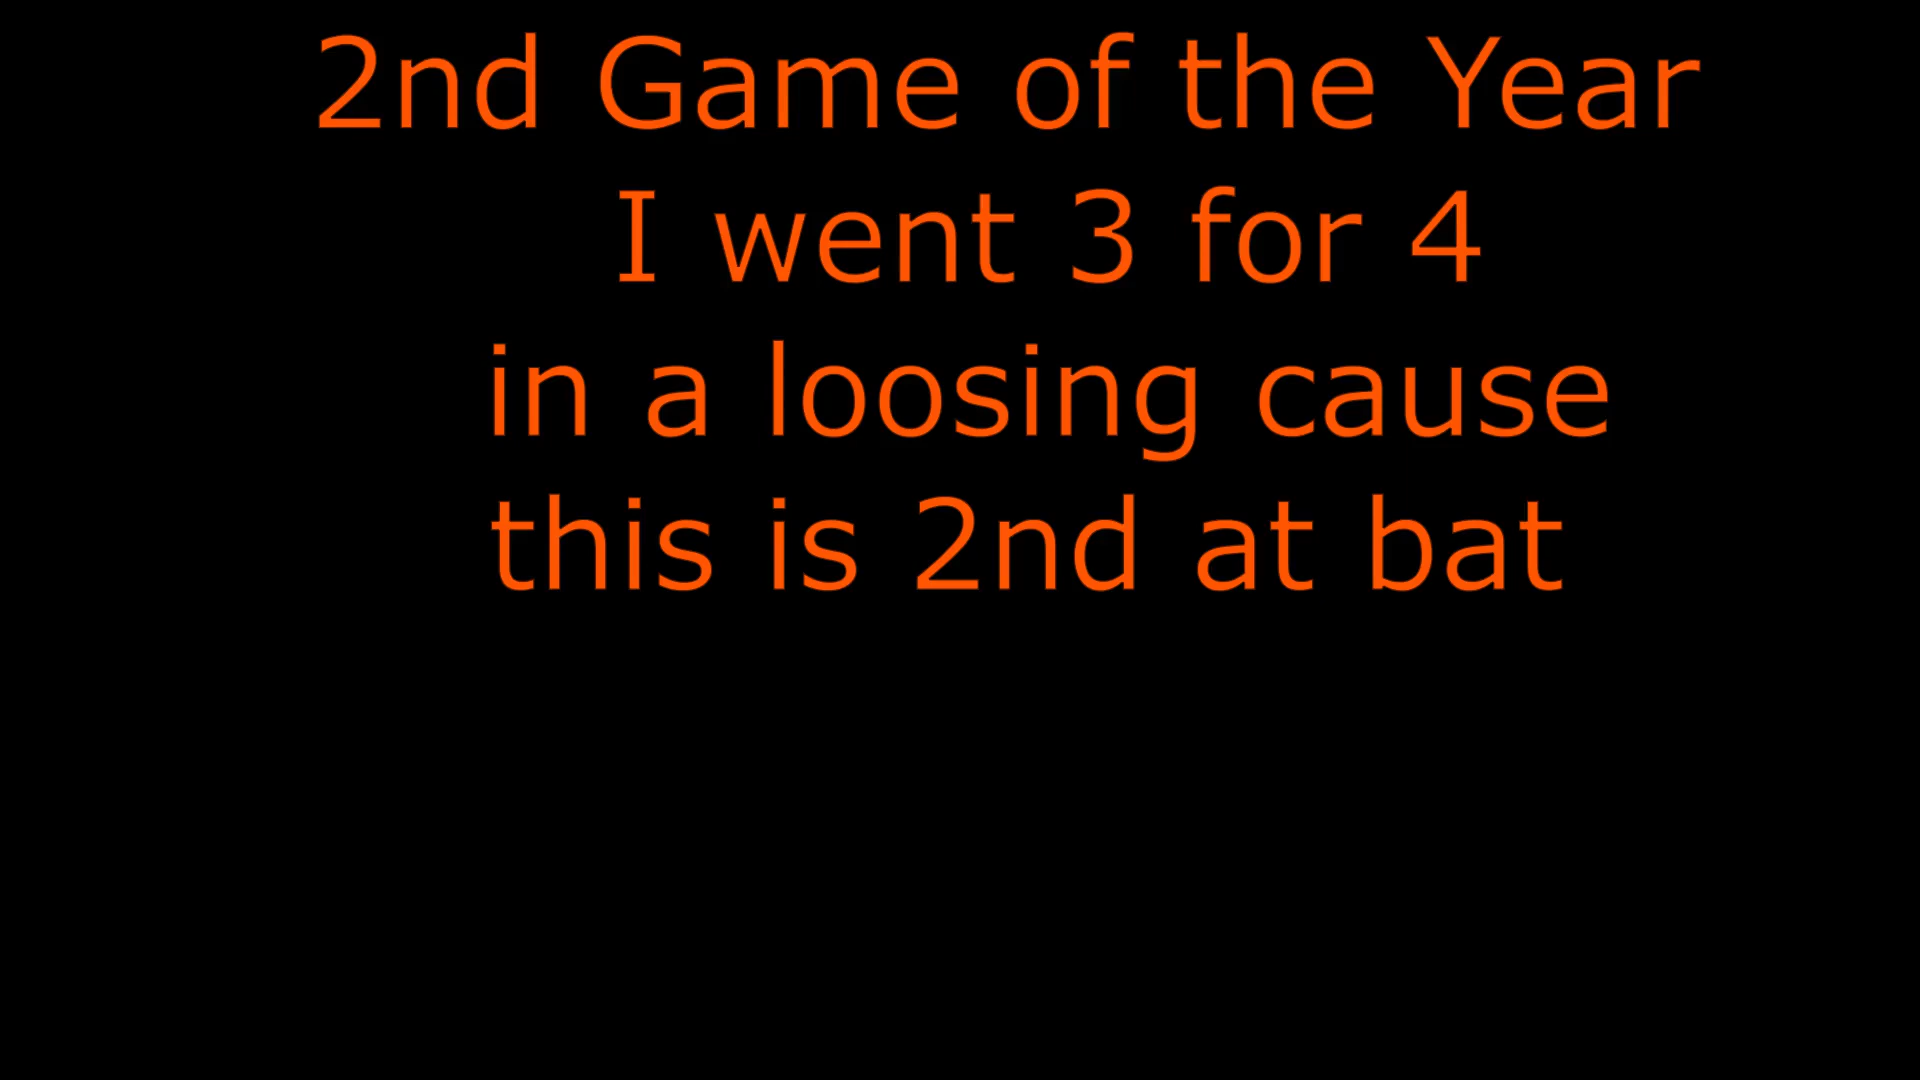 2nd Game of the Year
I went 3 for 4
in a loosing cause
this is 2nd at bat